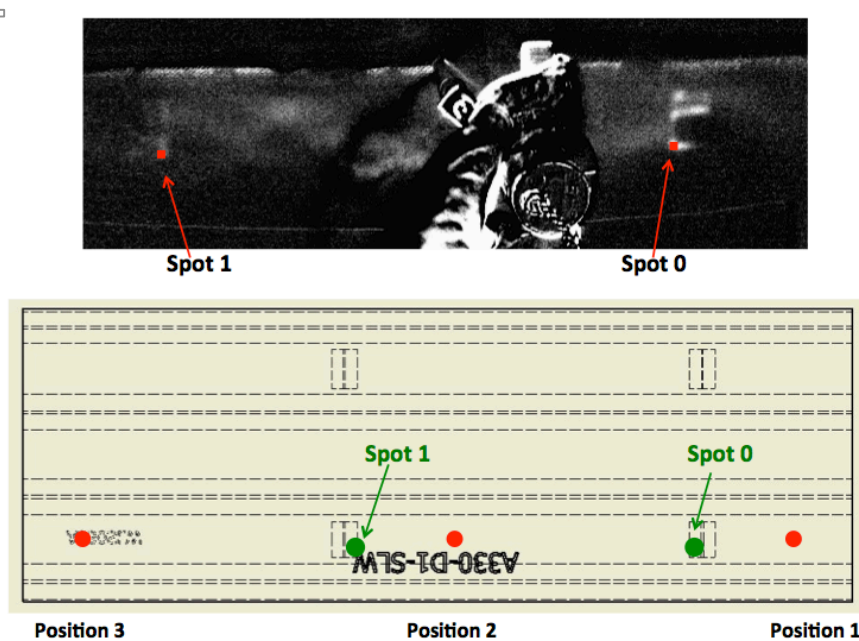 Spot 1
Spot 0
Spot 1
Spot 0
A330-D1-SLW
Position 3
Position 2
Position 1